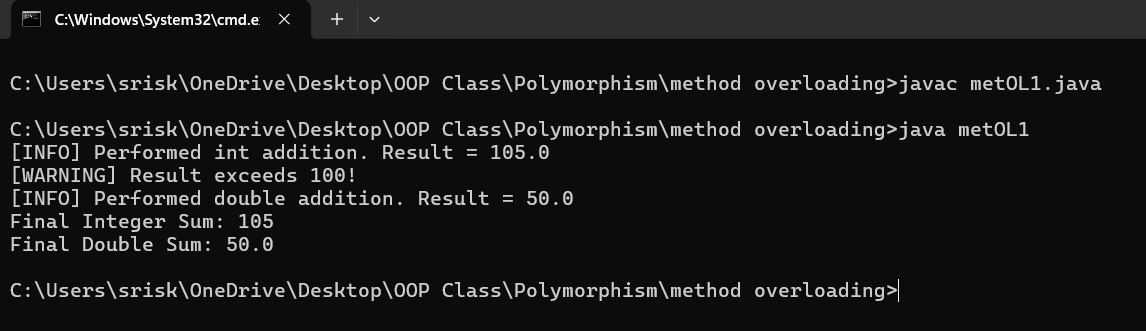 C:\Windows\System32\cmd.e
C:\Users\srisk\OneDrive\Desktop\OOP Class\Polymorphism\method overloading>javac metOL1.java
C:\Users\srisk\OneDrive\Desktop\OOP Class\Polymorphism\method overloading>java metOL1
[INFO] Performed int addition. Result = 105.0
[WARNING] Result exceeds 100!
[INFO] Performed double addition. Result = 50.0
Final Integer Sum: 105
Final Double Sum: 50.0
C:\Users\srisk\OneDrive\Desktop\OOP Class\Polymorphism\method overloading>